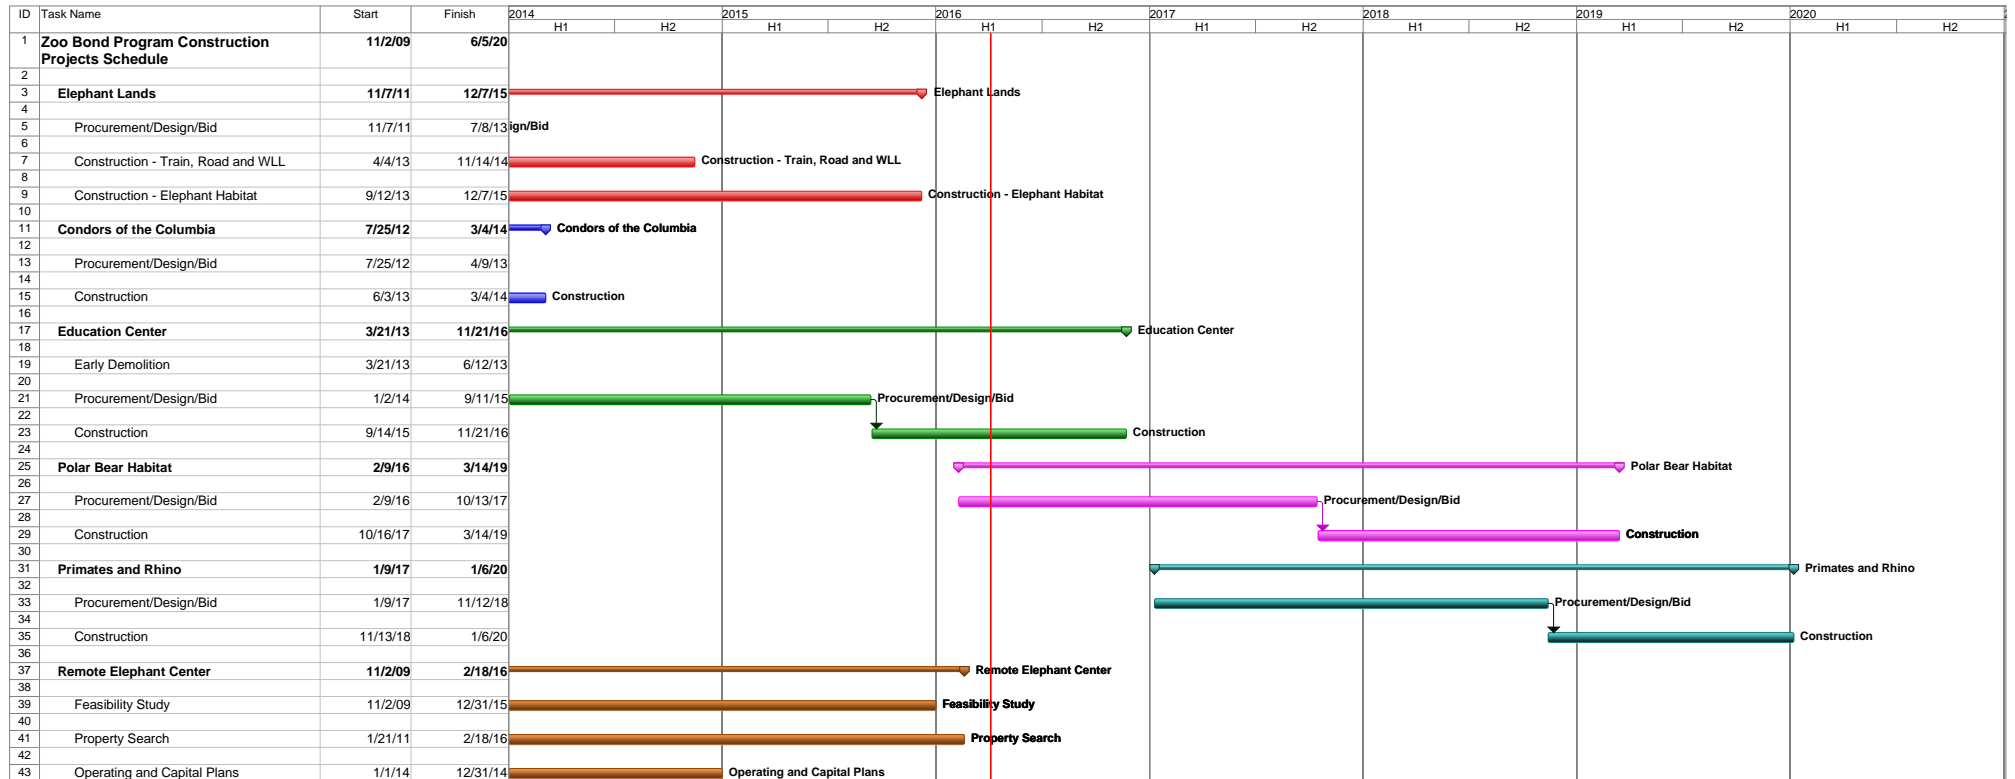 ID Task Name Start Finish 2014 2015 2016 2017 2018 2019 2020
H1 H2 H1 H2 H1 H2 H1 H2 H1 H2 H1 H2 H1 H2
1 Zoo Bond Program Construction 11/2/09 6/5/20
Projects Schedule
2
3 Elephant Lands 11/7/11 12/7/15 Elephant Lands
4
5 Procurement/Design/Bid 11/7/11 7/8/13 ign/Bid
6
7 Construction - Train, Road and WLL 4/4/13 11/14/14 Construction - Train, Road and WLL
8
9 Construction - Elephant Habitat 9/12/13 12/7/15 Construction - Elephant Habitat
10
11 Condors of the Columbia 7/25/12 3/4/14 Condors of the Columbia
12
13 Procurement/Design/Bid 7/25/12 4/9/13
14
15 Construction 6/3/13 3/4/14 Construction
16
17 Education Center 3/21/13 11/21/16 Education Center
18
19 Early Demolition 3/21/13 6/12/13
20
21 Procurement/Design/Bid 1/2/14 9/11/15 Procurement/Design/Bid
22
23 Construction 9/14/15 11/21/16 Construction
24
25 Polar Bear Habitat 2/9/16 3/14/19 Polar Bear Habitat
26
27 Procurement/Design/Bid 2/9/16 10/13/17 Procurement/Design/Bid
28
29 Construction 10/16/17 3/14/19 Construction
30
31 Primates and Rhino 1/9/17 1/6/20 Primates and Rhino
32
33 Procurement/Design/Bid 1/9/17 11/12/18 Procurement/Design/Bid
34
35 Construction 11/13/18 1/6/20 Construction
36
37 Remote Elephant Center 11/2/09 2/18/16 Remote Elephant Center
38
39 Feasibility Study 11/2/09 12/31/15 Feasibility Study
40
41 Property Search 1/21/11 2/18/16 Property Search
42
43 Operating and Capital Plans 1/1/14 12/31/14 Operating and Capital Plans